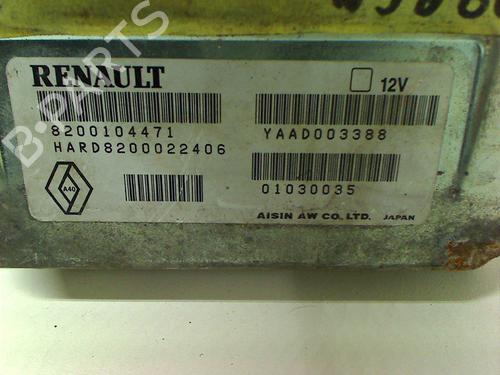 B-PARTS
RENAULT
12V
8200104471
YAAD003388
HARD8200022406
A40
01030035
AISIN AW CO., LTD. JAPAN